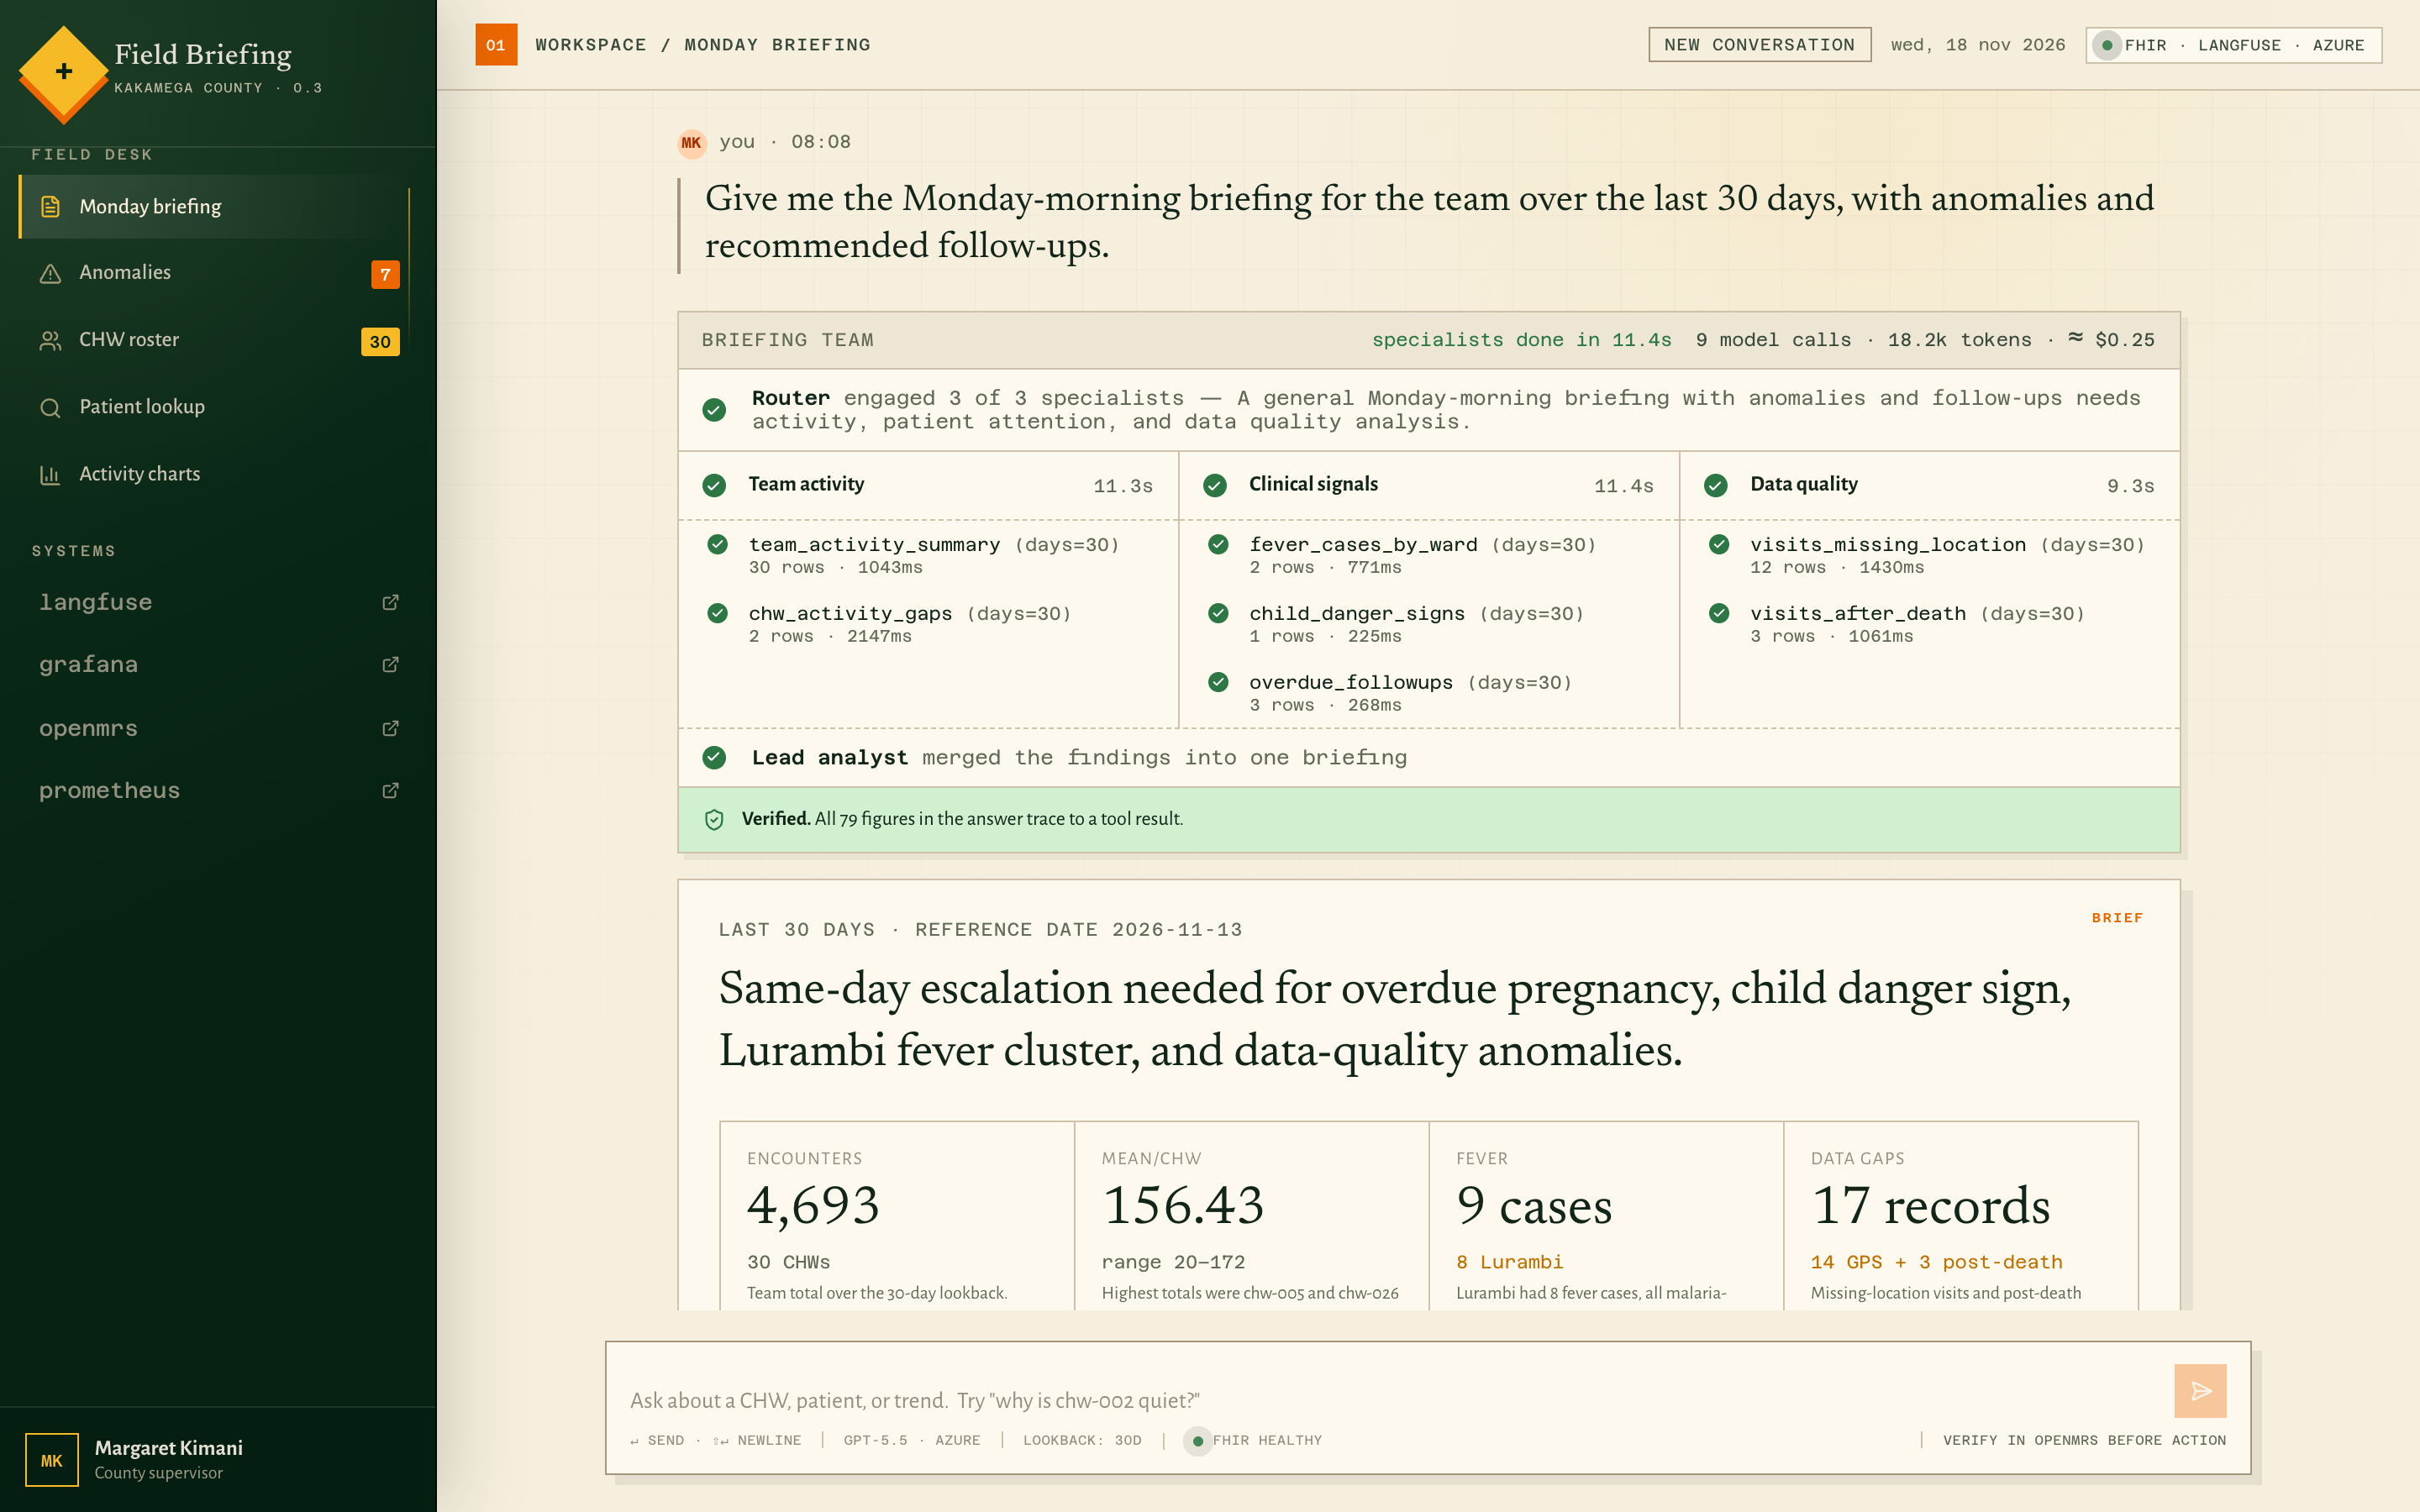 +
Field Briefing
KAKAMEGA COUNTY · 0.3
FIELD DESK
Monday briefing
Anomalies 7
CHW roster 30
Patient lookup
Activity charts
SYSTEMS
langfuse
grafana
openmrs
prometheus
MK
Margaret Kimani
County supervisor
01 WORKSPACE / MONDAY BRIEFING
NEW CONVERSATION wed, 18 nov 2026 FHIR · LANGFUSE · AZURE
MK you · 08:08
Give me the Monday-morning briefing for the team over the last 30 days, with anomalies and
recommended follow-ups.
BRIEFING TEAM specialists done in 11.4s 9 model calls · 18.2k tokens · ≈ $0.25
Router engaged 3 of 3 specialists — A general Monday-morning briefing with anomalies and follow-ups needs
activity, patient attention, and data quality analysis.
Team activity 11.3s
team_activity_summary (days=30)
30 rows · 1043ms
chw_activity_gaps (days=30)
2 rows · 2147ms
Clinical signals 11.4s
fever_cases_by_ward (days=30)
2 rows · 771ms
child_danger_signs (days=30)
1 rows · 225ms
overdue_followups (days=30)
3 rows · 268ms
Data quality 9.3s
visits_missing_location (days=30)
12 rows · 1430ms
visits_after_death (days=30)
3 rows · 1061ms
Lead analyst merged the findings into one briefing
Verified. All 79 figures in the answer trace to a tool result.
LAST 30 DAYS · REFERENCE DATE 2026-11-13
BRIEF
Same-day escalation needed for overdue pregnancy, child danger sign,
Lurambi fever cluster, and data-quality anomalies.
ENCOUNTERS
4,693
30 CHWs
Team total over the 30-day lookback.
MEAN/CHW
156.43
range 20–172
Highest totals were chw-005 and chw-026
FEVER
9 cases
8 Lurambi
Lurambi had 8 fever cases, all malaria-
DATA GAPS
17 records
14 GPS + 3 post-death
Missing-location visits and post-death
Ask about a CHW, patient, or trend. Try "why is chw-002 quiet?"
↵ SEND · ⇧↵ NEWLINE | GPT-5.5 · AZURE | LOOKBACK: 30D | FHIR HEALTHY | VERIFY IN OPENMRS BEFORE ACTION